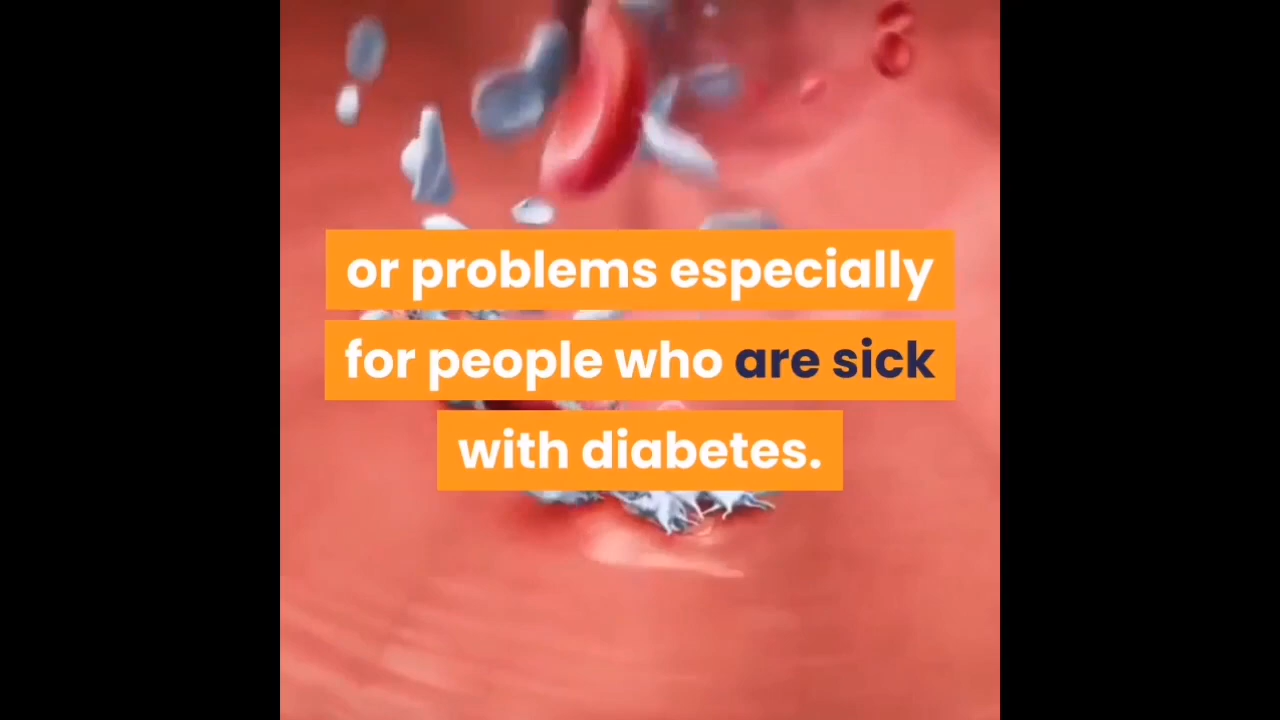 or problems especially
for people who are sick
with diabetes.